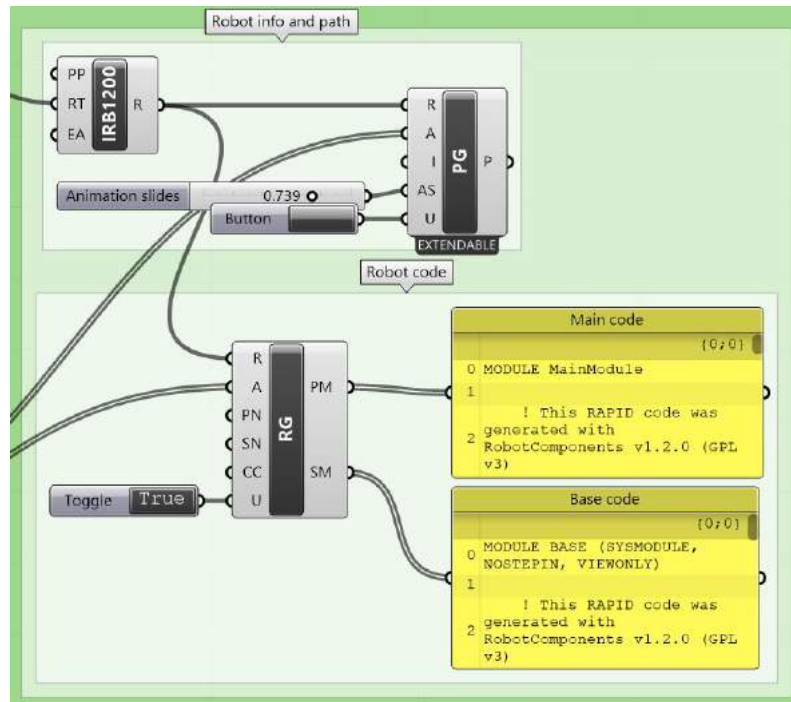 Robot info and path
PP
RT
EA
IRB1200
R
R
A
I
AS
U
PG
P
EXTENDABLE
Animation slides
0.739
Button
Robot code
R
A
PN
SN
CC
U
RG
PM
SM
Toggle
True
Main code
{0;0}
0 MODULE MainModule
1
! This RAPID code was
2 generated with
RobotComponents v1.2.0 (GPL
v3)
Base code
{0;0}
0 MODULE BASE (SYSMODULE,
NOSTEPIN, VIEWONLY)
1
! This RAPID code was
2 generated with
RobotComponents v1.2.0 (GPL
v3)